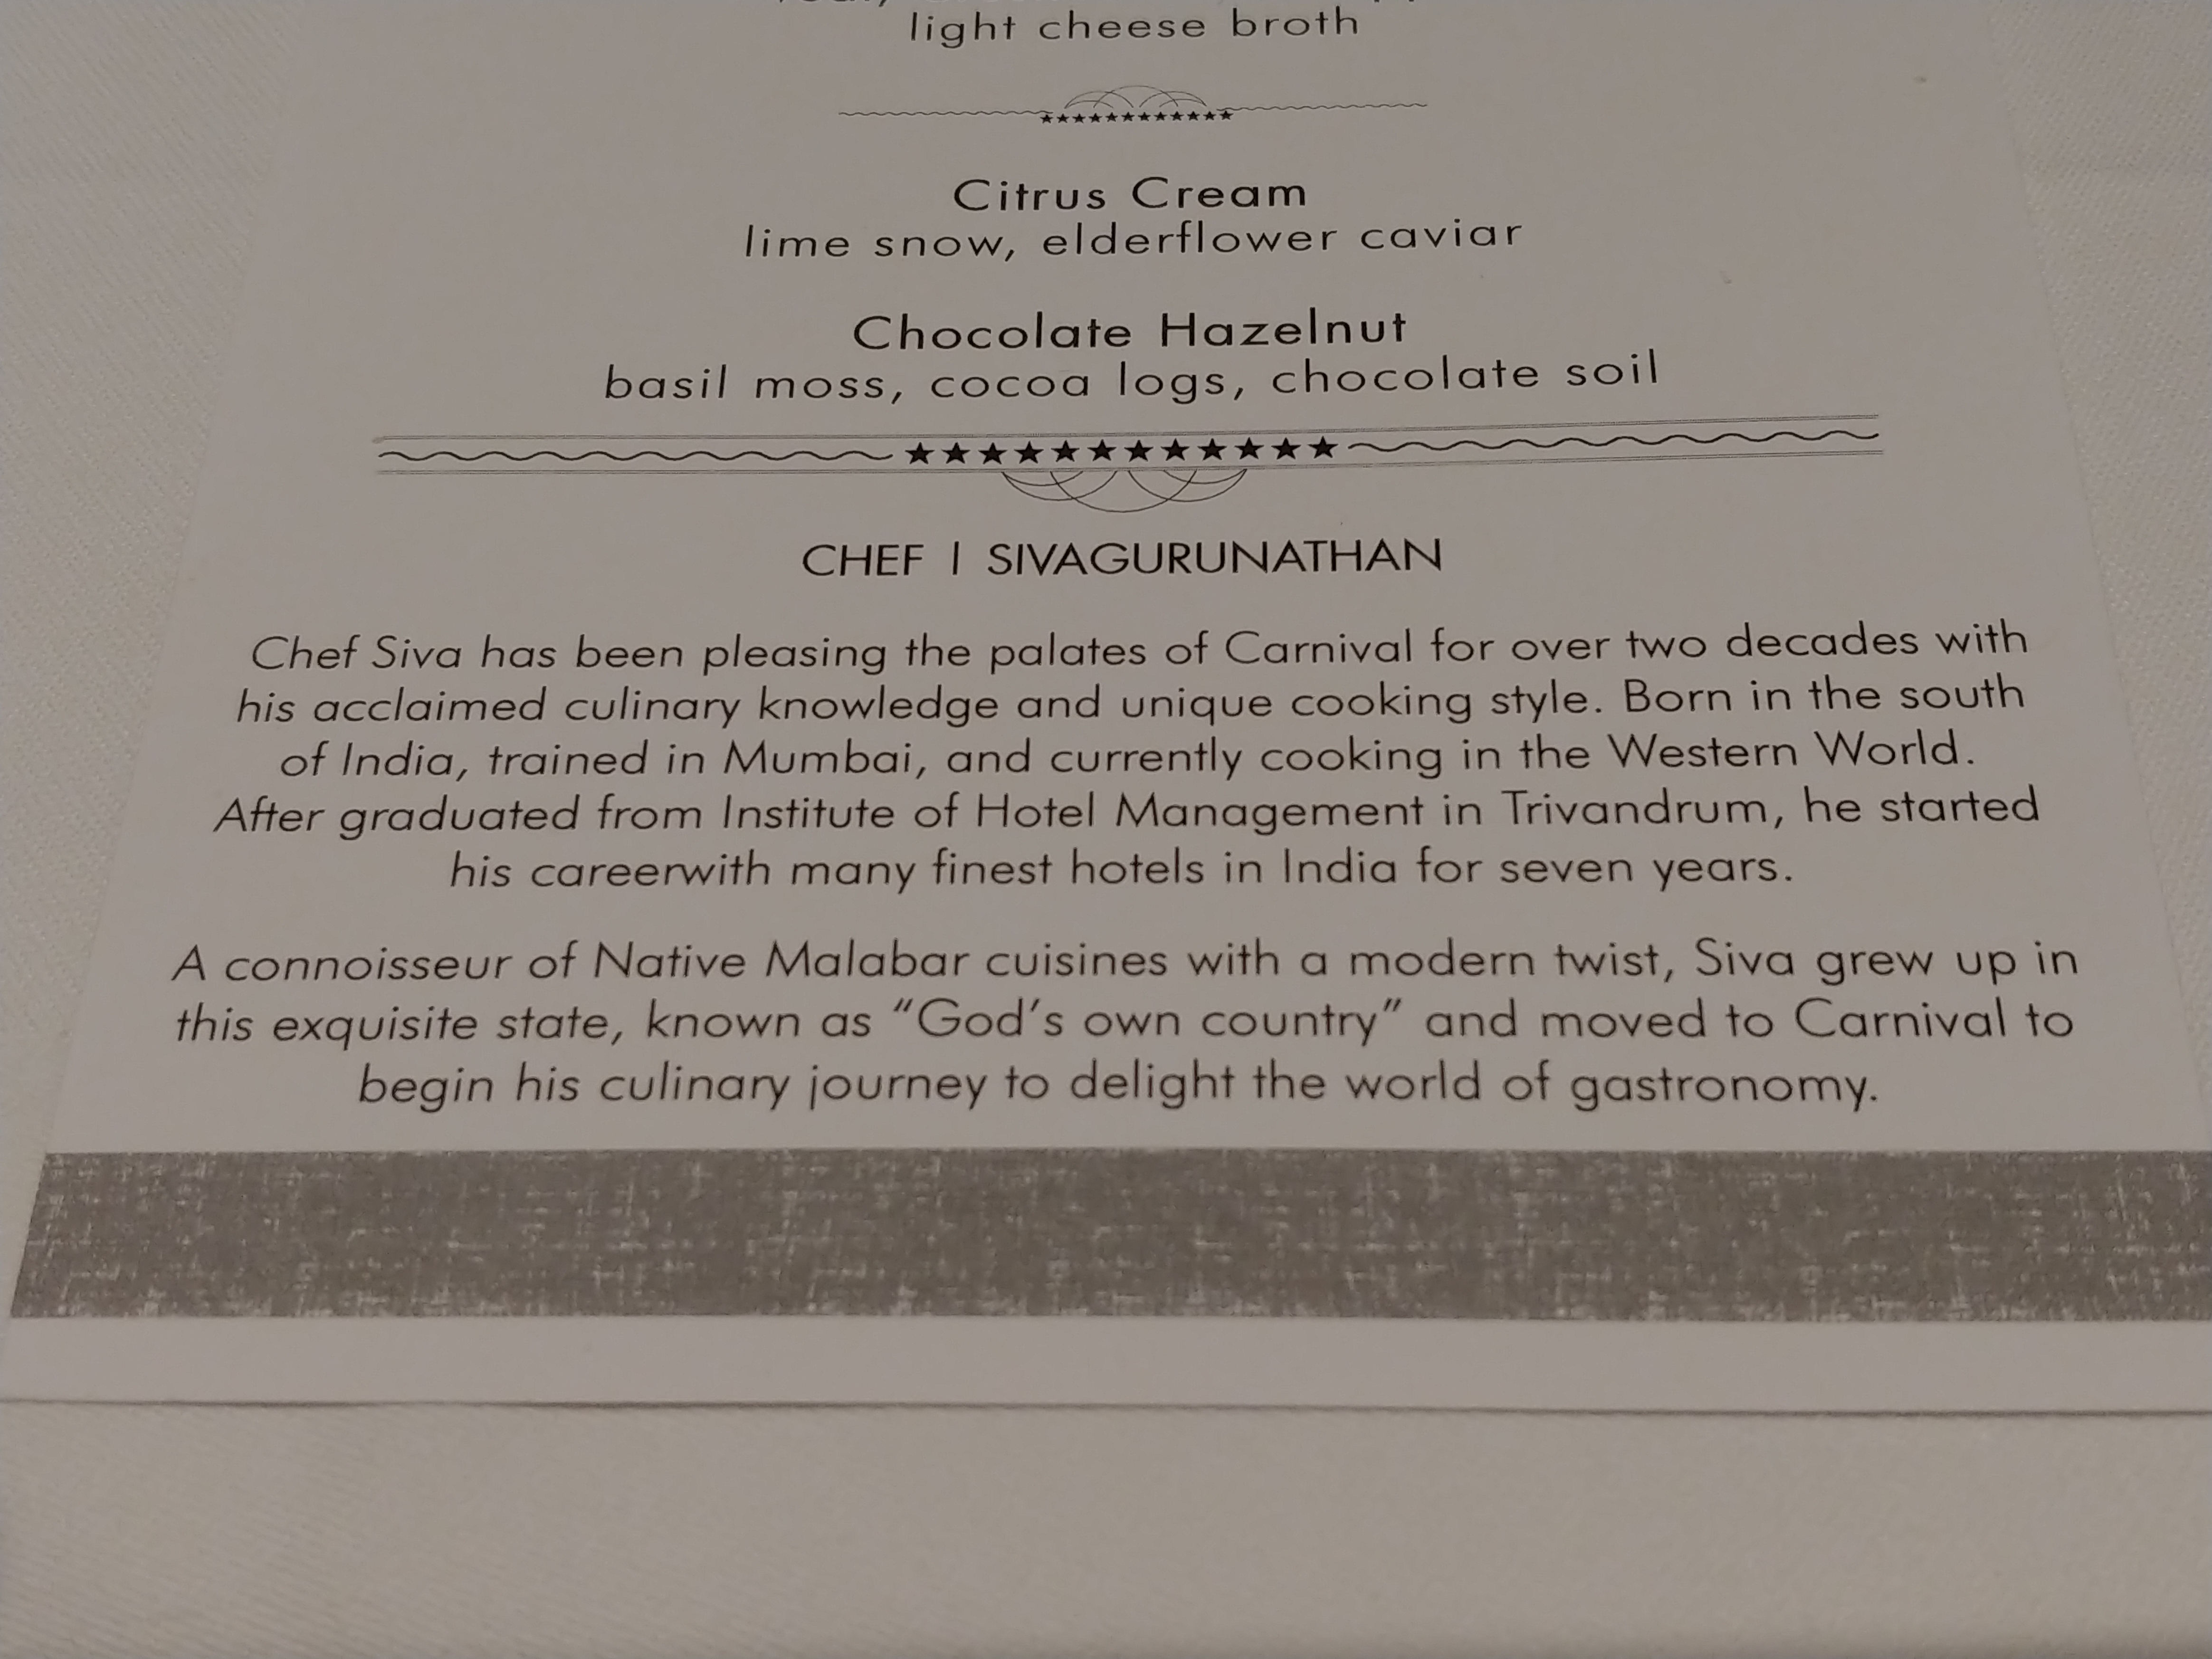 light cheese broth
Citrus Cream
lime snow, elderflower caviar
Chocolate Hazelnut
basil moss, cocoa logs, chocolate soil
CHEF | SIVAGURUNATHAN
Chef Siva has been pleasing the palates of Carnival for over two decades with
his acclaimed culinary knowledge and unique cooking style. Born in the south
of India, trained in Mumbai, and currently cooking in the Western World.
After graduated from Institute of Hotel Management in Trivandrum, he started
his careerwith many finest hotels in India for seven years.
A connoisseur of Native Malabar cuisines with a modern twist, Siva grew up in
this exquisite state, known as “God’s own country” and moved to Carnival to
begin his culinary journey to delight the world of gastronomy.